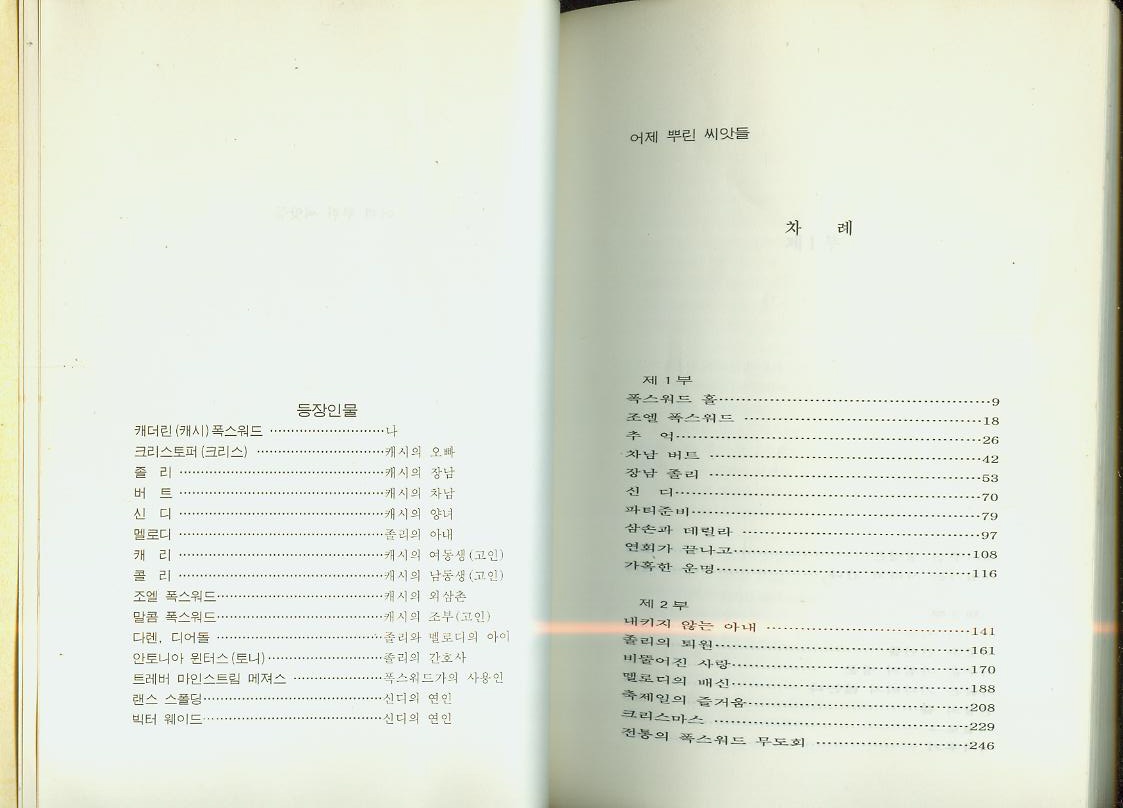 등장인물
캐더린(캐시)폭스워드 ··························나
크리스토퍼(크리스) ·····························캐시의 오빠
졸 리 ··············································캐시의 장남
버 트 ··············································캐시의 차남
신 디 ··············································캐시의 양녀
멜로디 ··············································졸리의 아내
캐 리 ··············································캐시의 여동생(고인)
콜 리 ··············································캐시의 남동생(고인)
조엘 폭스워드······································캐시의 외삼촌
말콤 폭스워드······································캐시의 조부(고인)
다렌, 디어돌 ······································졸리와 멜로디의 아이
안토니아 윈터스(토니)···························졸리의 간호사
트레버 마인스트림 메져스 ····················폭스워드가의 사용인
랜스 스폴딩·········································신디의 연인
빅터 웨이드·········································신디의 연인
어제 뿌린 씨앗들
차 례
제 1 부
폭스워드 홀······························································9
조엘 폭스워드 ·························································18
추 억·····································································26
차남 버트 ······························································42
장남 졸리 ······························································53
신 디·····································································70
파티준비·································································79
삼손과 데릴라 ·························································97
연회가 끝나고························································108
가혹한 운명···························································116
제 2 부
내키지 않는 아내 ···················································141
졸리의 퇴원···························································161
비뚤어진 사랑························································170
멜로디의 배신························································188
축제일의 즐거움·····················································208
크리스마스 ···························································229
전통의 폭스워드 무도회 ··········································246